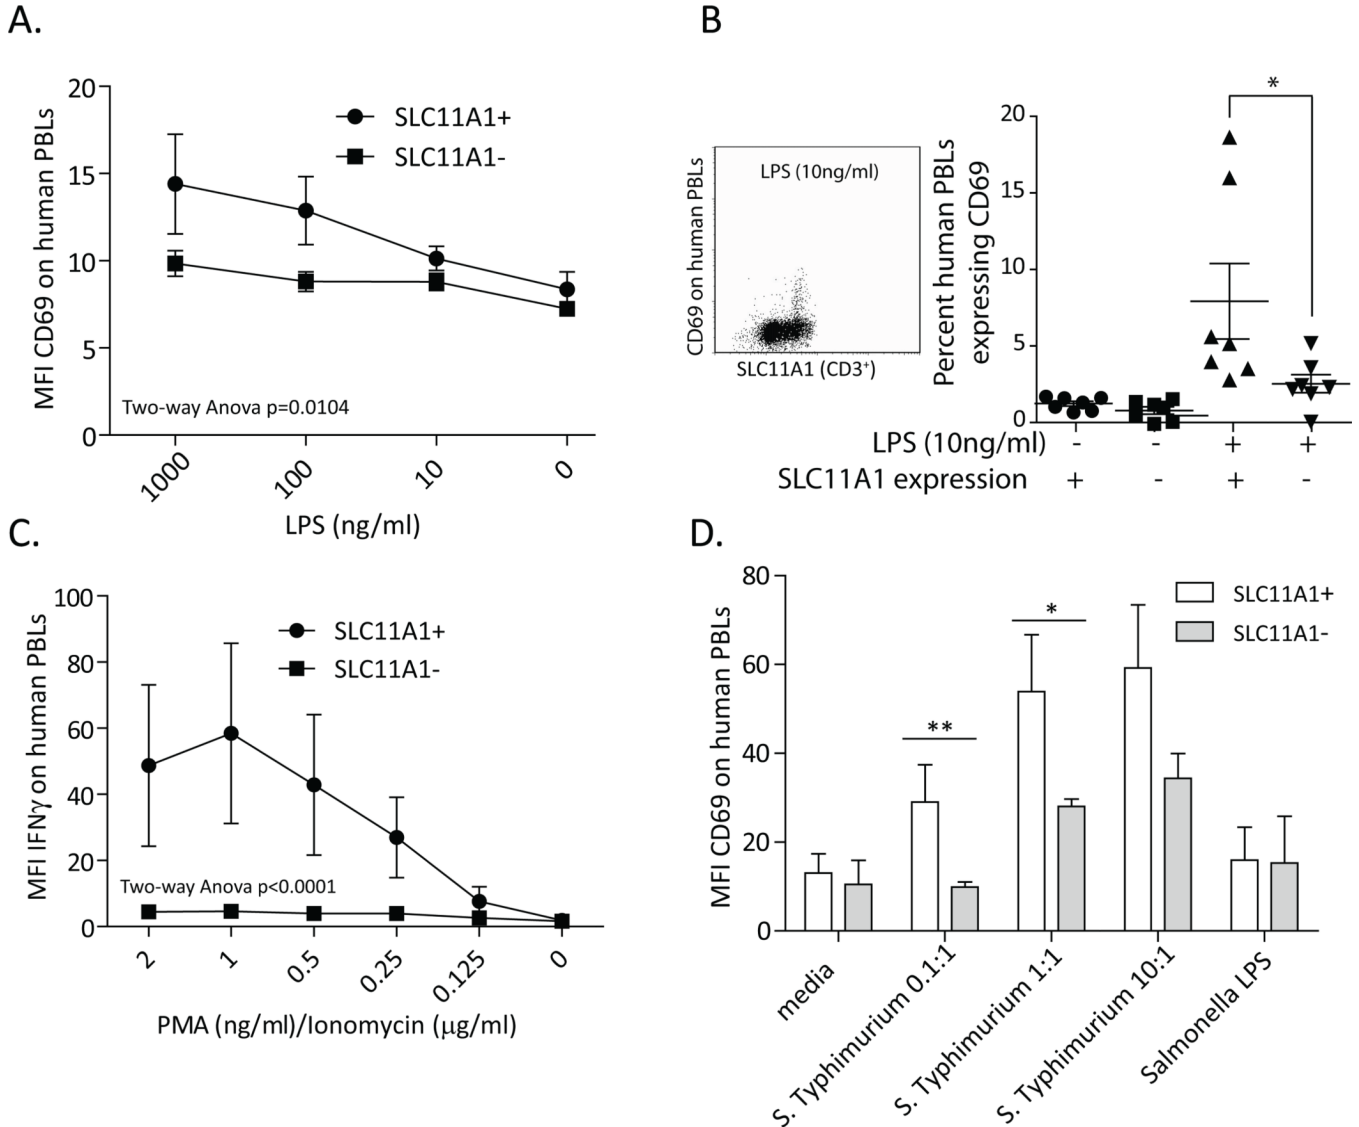 A.
MFI CD69 on human PBLs
20
15
10
5
0
SLC11A1+
SLC11A1-
Two-way Anova p=0.0104
1000
100
10
0
LPS (ng/ml)
B
CD69 on human PBLs
LPS (10ng/ml)
SLC11A1 (CD3⁺)
Percent human PBLs
expressing CD69
20
15
10
5
0
*
LPS (10ng/ml) - - + +
SLC11A1 expression + - + -
C.
MFI IFNγ on human PBLs
100
80
60
40
20
0
SLC11A1+
SLC11A1-
Two-way Anova p<0.0001
2
1
0.5
0.25
0.125
0
PMA (ng/ml)/Ionomycin (μg/ml)
D.
MFI CD69 on human PBLs
80
60
40
20
0
SLC11A1+
SLC11A1-
**
*
media
S. Typhimurium 0.1:1
S. Typhimurium 1:1
S. Typhimurium 10:1
Salmonella LPS